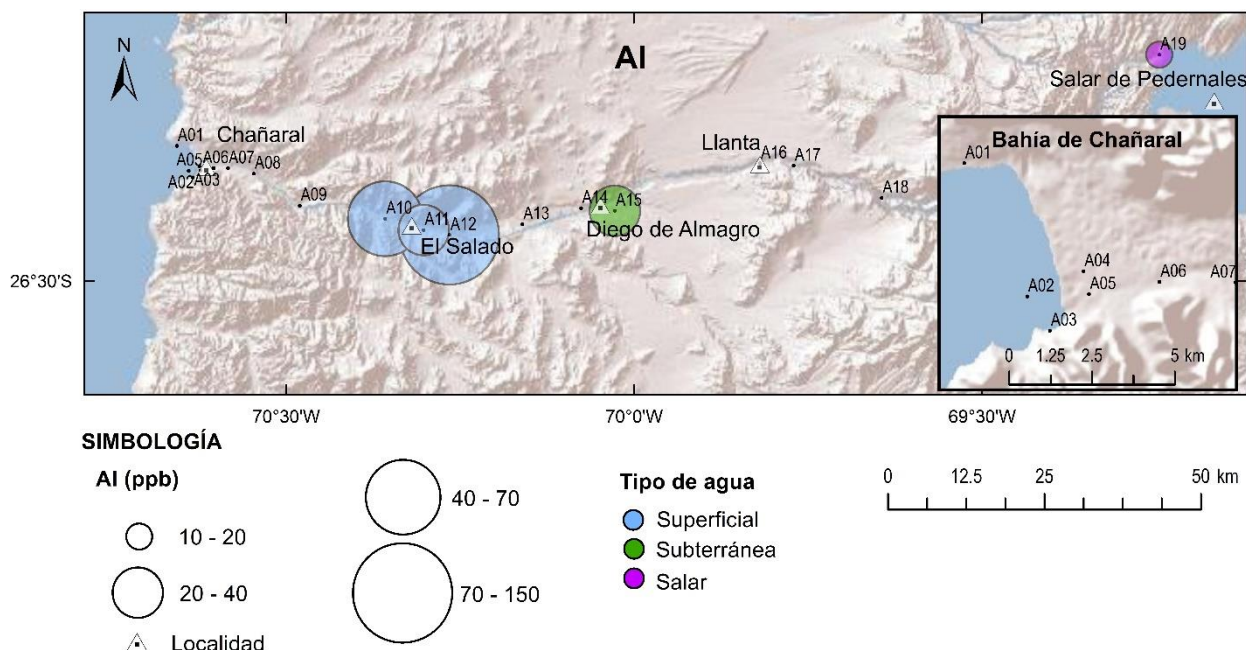 N
Al
A19
Salar de Pedernales
A01
Chañaral
A05
A06
A07
A08
A02
A03
A09
A10
A11
A12
El Salado
A13
A14
A15
Diego de Almagro
Llanta
A16
A17
A18
Bahía de Chañaral
A01
A04
A02
A05
A06
A07
A03
0 1.25 2.5 5 km
26°30'S
26°30'S
70°30'W 70°0'W 69°30'W
SIMBOLOGÍA
Al (ppb)
10 - 20
20 - 40
Localidad
40 - 70
70 - 150
Tipo de agua
Superficial
Subterránea
Salar
0 12.5 25 50 km